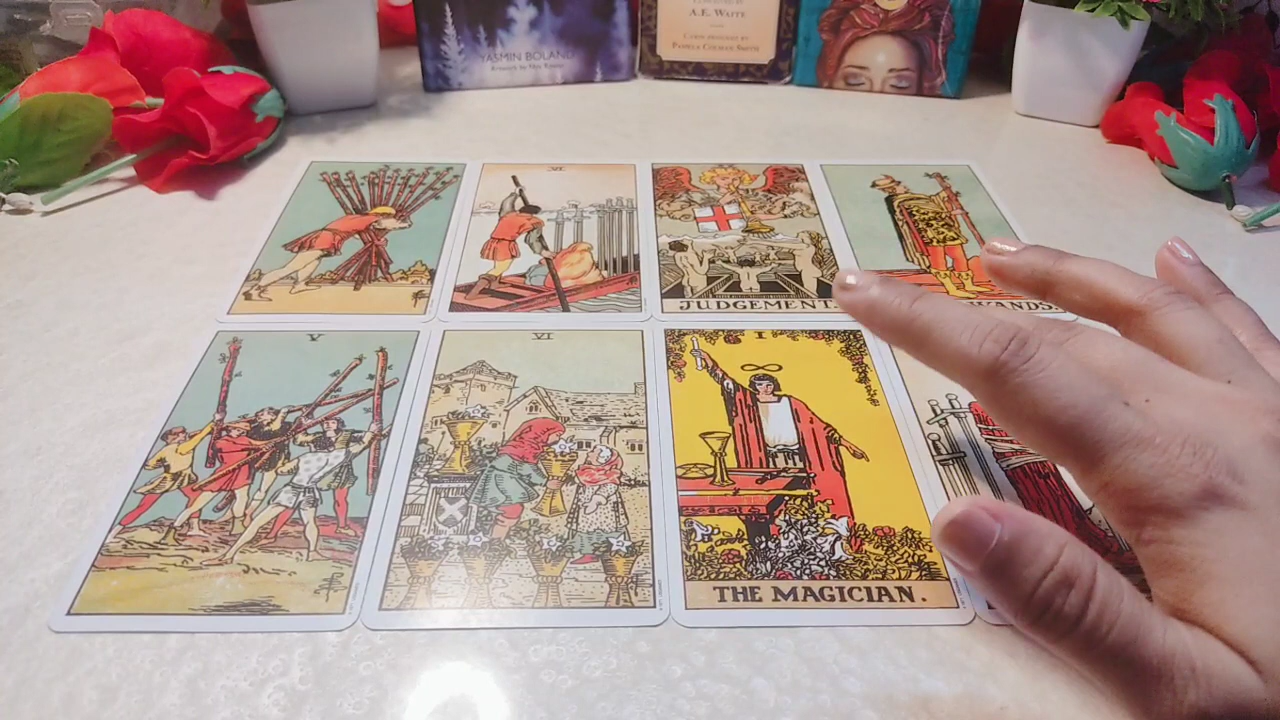 YASMIN BOLAND
A.E. WAITE
PAMELA COLMAN SMITH
VI
JUDGEMENT.
WANDS.
V
VI
I
THE MAGICIAN.